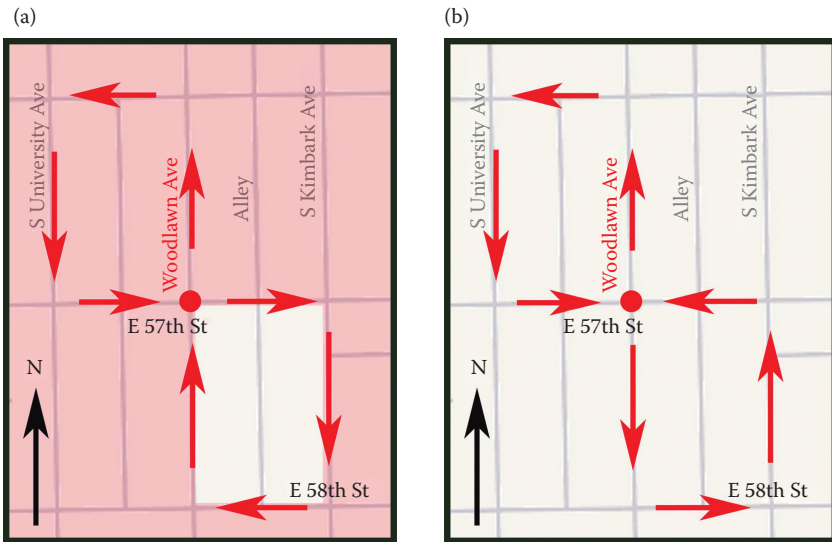 (a)
S University Ave
Woodlawn Ave
Alley
S Kimbark Ave
E 57th St
N
E 58th St
(b)
S University Ave
Woodlawn Ave
Alley
S Kimbark Ave
E 57th St
N
E 58th St